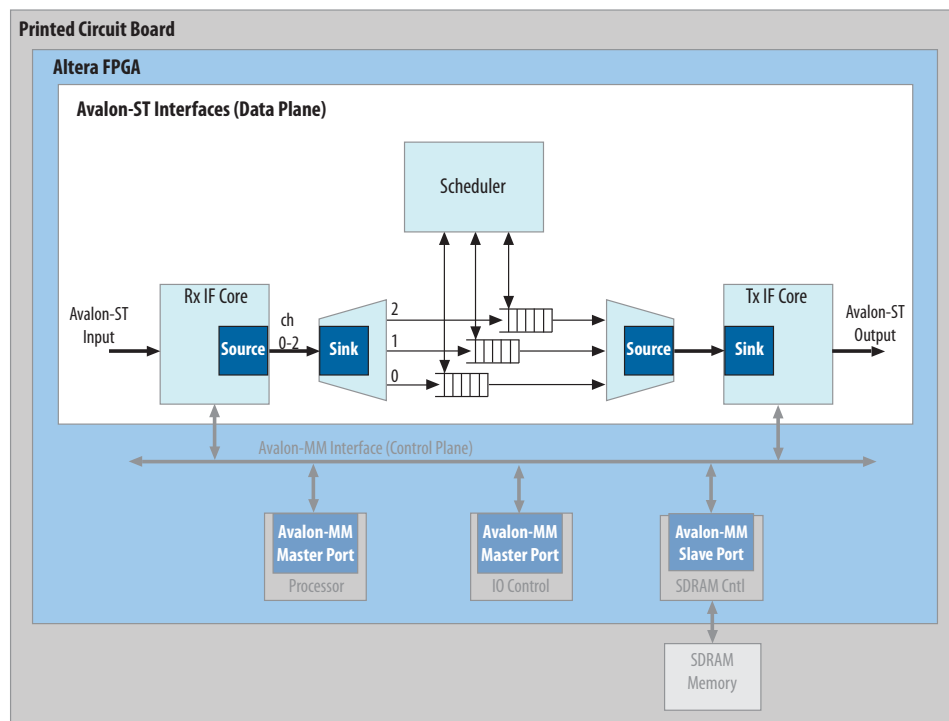 Printed Circuit Board
Altera FPGA
Avalon-ST Interfaces (Data Plane)
Scheduler
Rx IF Core
Tx IF Core
Avalon-ST
Input
ch
0-2
2
1
0
Source
Sink
Source
Sink
Avalon-ST
Output
Avalon-MM Interface (Control Plane)
Avalon-MM
Master Port
Processor
Avalon-MM
Master Port
IO Control
Avalon-MM
Slave Port
SDRAM Cntl
SDRAM
Memory